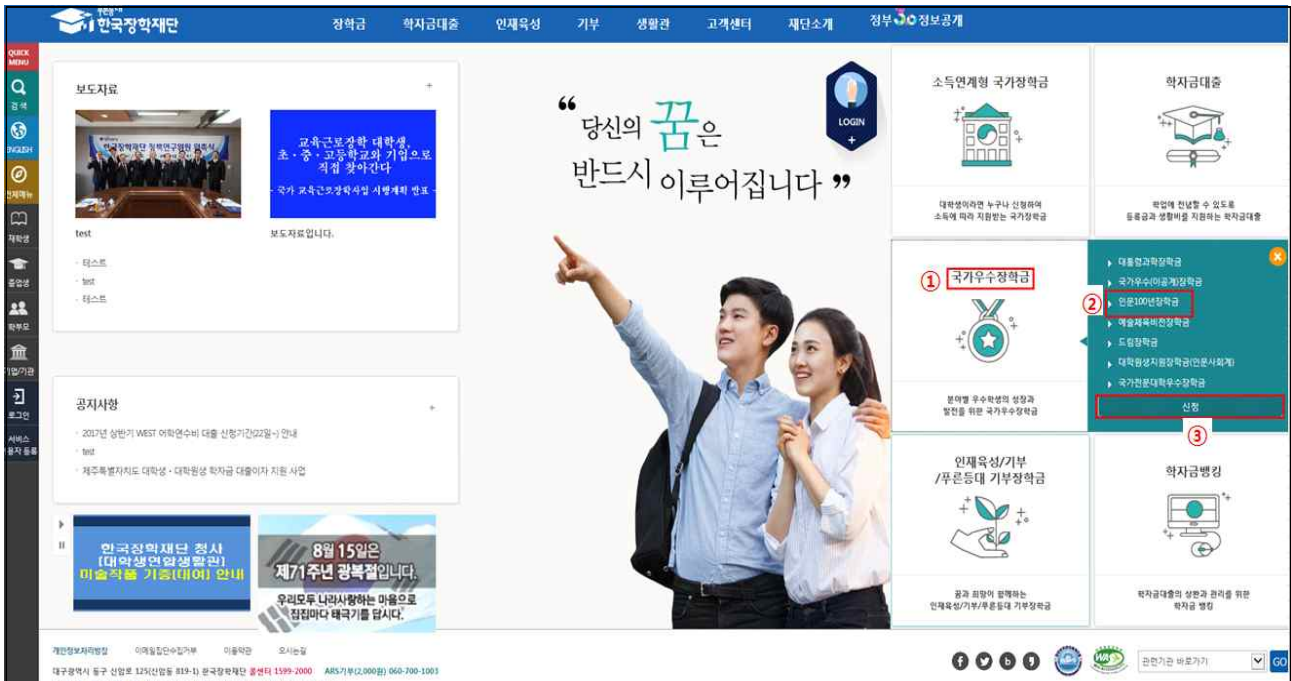 푸른등대
한국장학재단
장학금 학자금대출 인재육성 기부 생활관 고객센터 재단소개 정부3.0 정보공개
QUICK
MENU
검색
ENGLISH
전체메뉴
재학생
졸업생
학부모
기업/기관
로그인
서비스
보도자료 +
교육근로장학 대학생,
초·중·고등학교와 기업으로
직접 찾아간다
- 국가 교육근로장학사업 시행계획 발표 -
test
보도자료입니다.
· 테스트
· test
· 테스트
공지사항 +
· 2017년 상반기 WEST 어학연수비 대출 신청기간(22일~) 안내
· test
· 제주특별자치도 대학생·대학원생 학자금 대출이자 지원 사업
한국장학재단 청사
[대학생연합생활관]
미술작품 기증[대여] 안내
8월 15일은
제71주년 광복절입니다.
우리모두 나라사랑하는 마음으로
집집마다 태극기를 답시다.
“당신의 꿈은
반드시 이루어집니다”
LOGIN
+
소득연계형 국가장학금
대학생이라면 누구나 신청하여
소득에 따라 지원받는 국가장학금
학자금대출
학업에 전념할 수 있도록
등록금과 생활비를 지원하는 학자금대출
① 국가우수장학금
분야별 우수학생의 성장과
발전을 위한 국가우수장학금
대통령과학장학금
국가우수(이공계)장학금
② 인문100년장학금
예술체육비전장학금
드림장학금
대학원생지원장학금(인문사회계)
국가전문대학우수장학금
신청
③
인재육성/기부
/푸른등대 기부장학금
꿈과 희망이 함께하는
인재육성/기부/푸른등대 기부장학금
학자금뱅킹
학자금대출의 상환과 관리를 위한
학자금 뱅킹
개인정보처리방침 이메일집단수집거부 이용약관 오시는길
대구광역시 동구 신암로 125(신암동 819-1) 한국장학재단 콜센터 1599-2000 ARS기부(2,000원) 060-700-1003
WA
관련기관 바로가기 GO